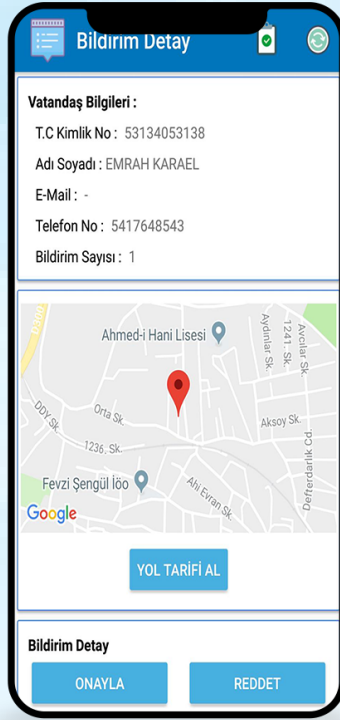 Bildirim Detay
Vatandaş Bilgileri :
T.C Kimlik No : 53134053138
Adı Soyadı : EMRAH KARAEL
E-Mail : -
Telefon No : 5417648543
Bildirim Sayısı : 1
Ahmed-i Hani Lisesi
Aydınlar Sk.
1241. Sk.
Avcılar Sk.
D300
DDY Sk.
Orta Sk.
Aksoy Sk.
1236. Sk.
Defterdarlık Cd.
Fevzi Şengül İöo
Ahi Evran Sk.
Google
YOL TARİFİ AL
Bildirim Detay
ONAYLA
REDDET